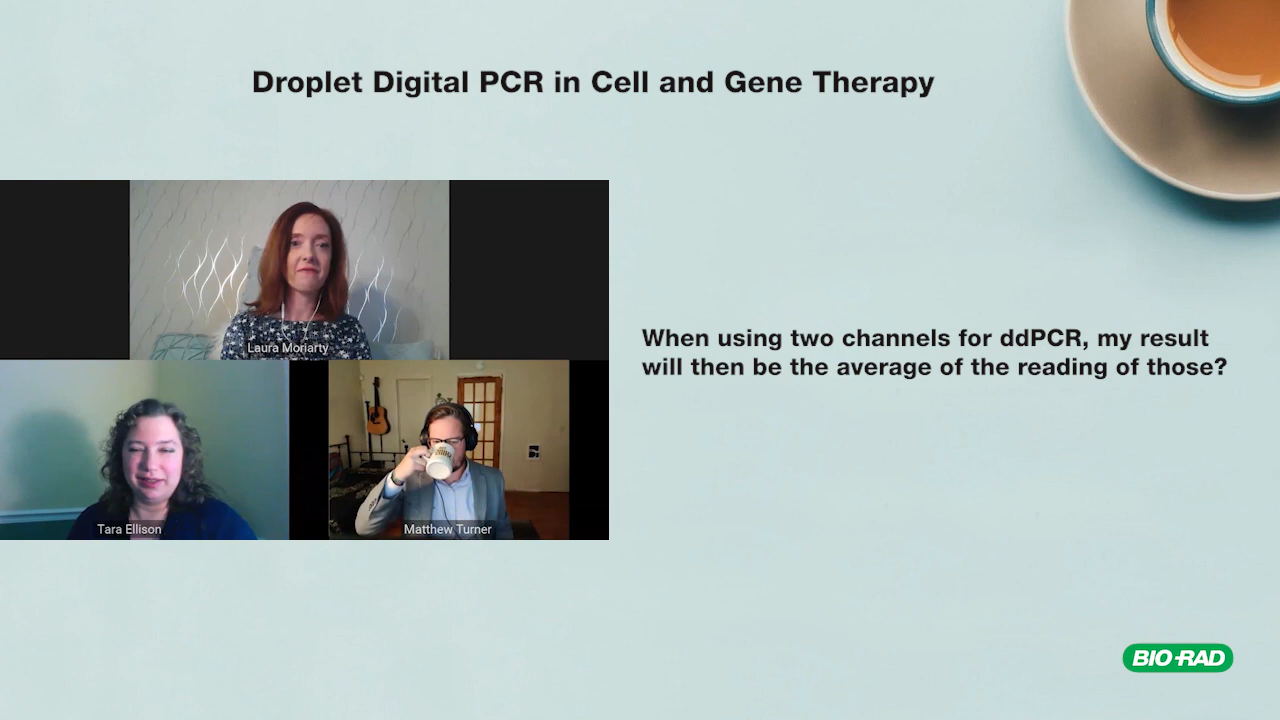 Droplet Digital PCR in Cell and Gene Therapy
Laura Moriarty
When using two channels for ddPCR, my result
will then be the average of the reading of those?
Tara Ellison
Matthew Turner
BIO-RAD